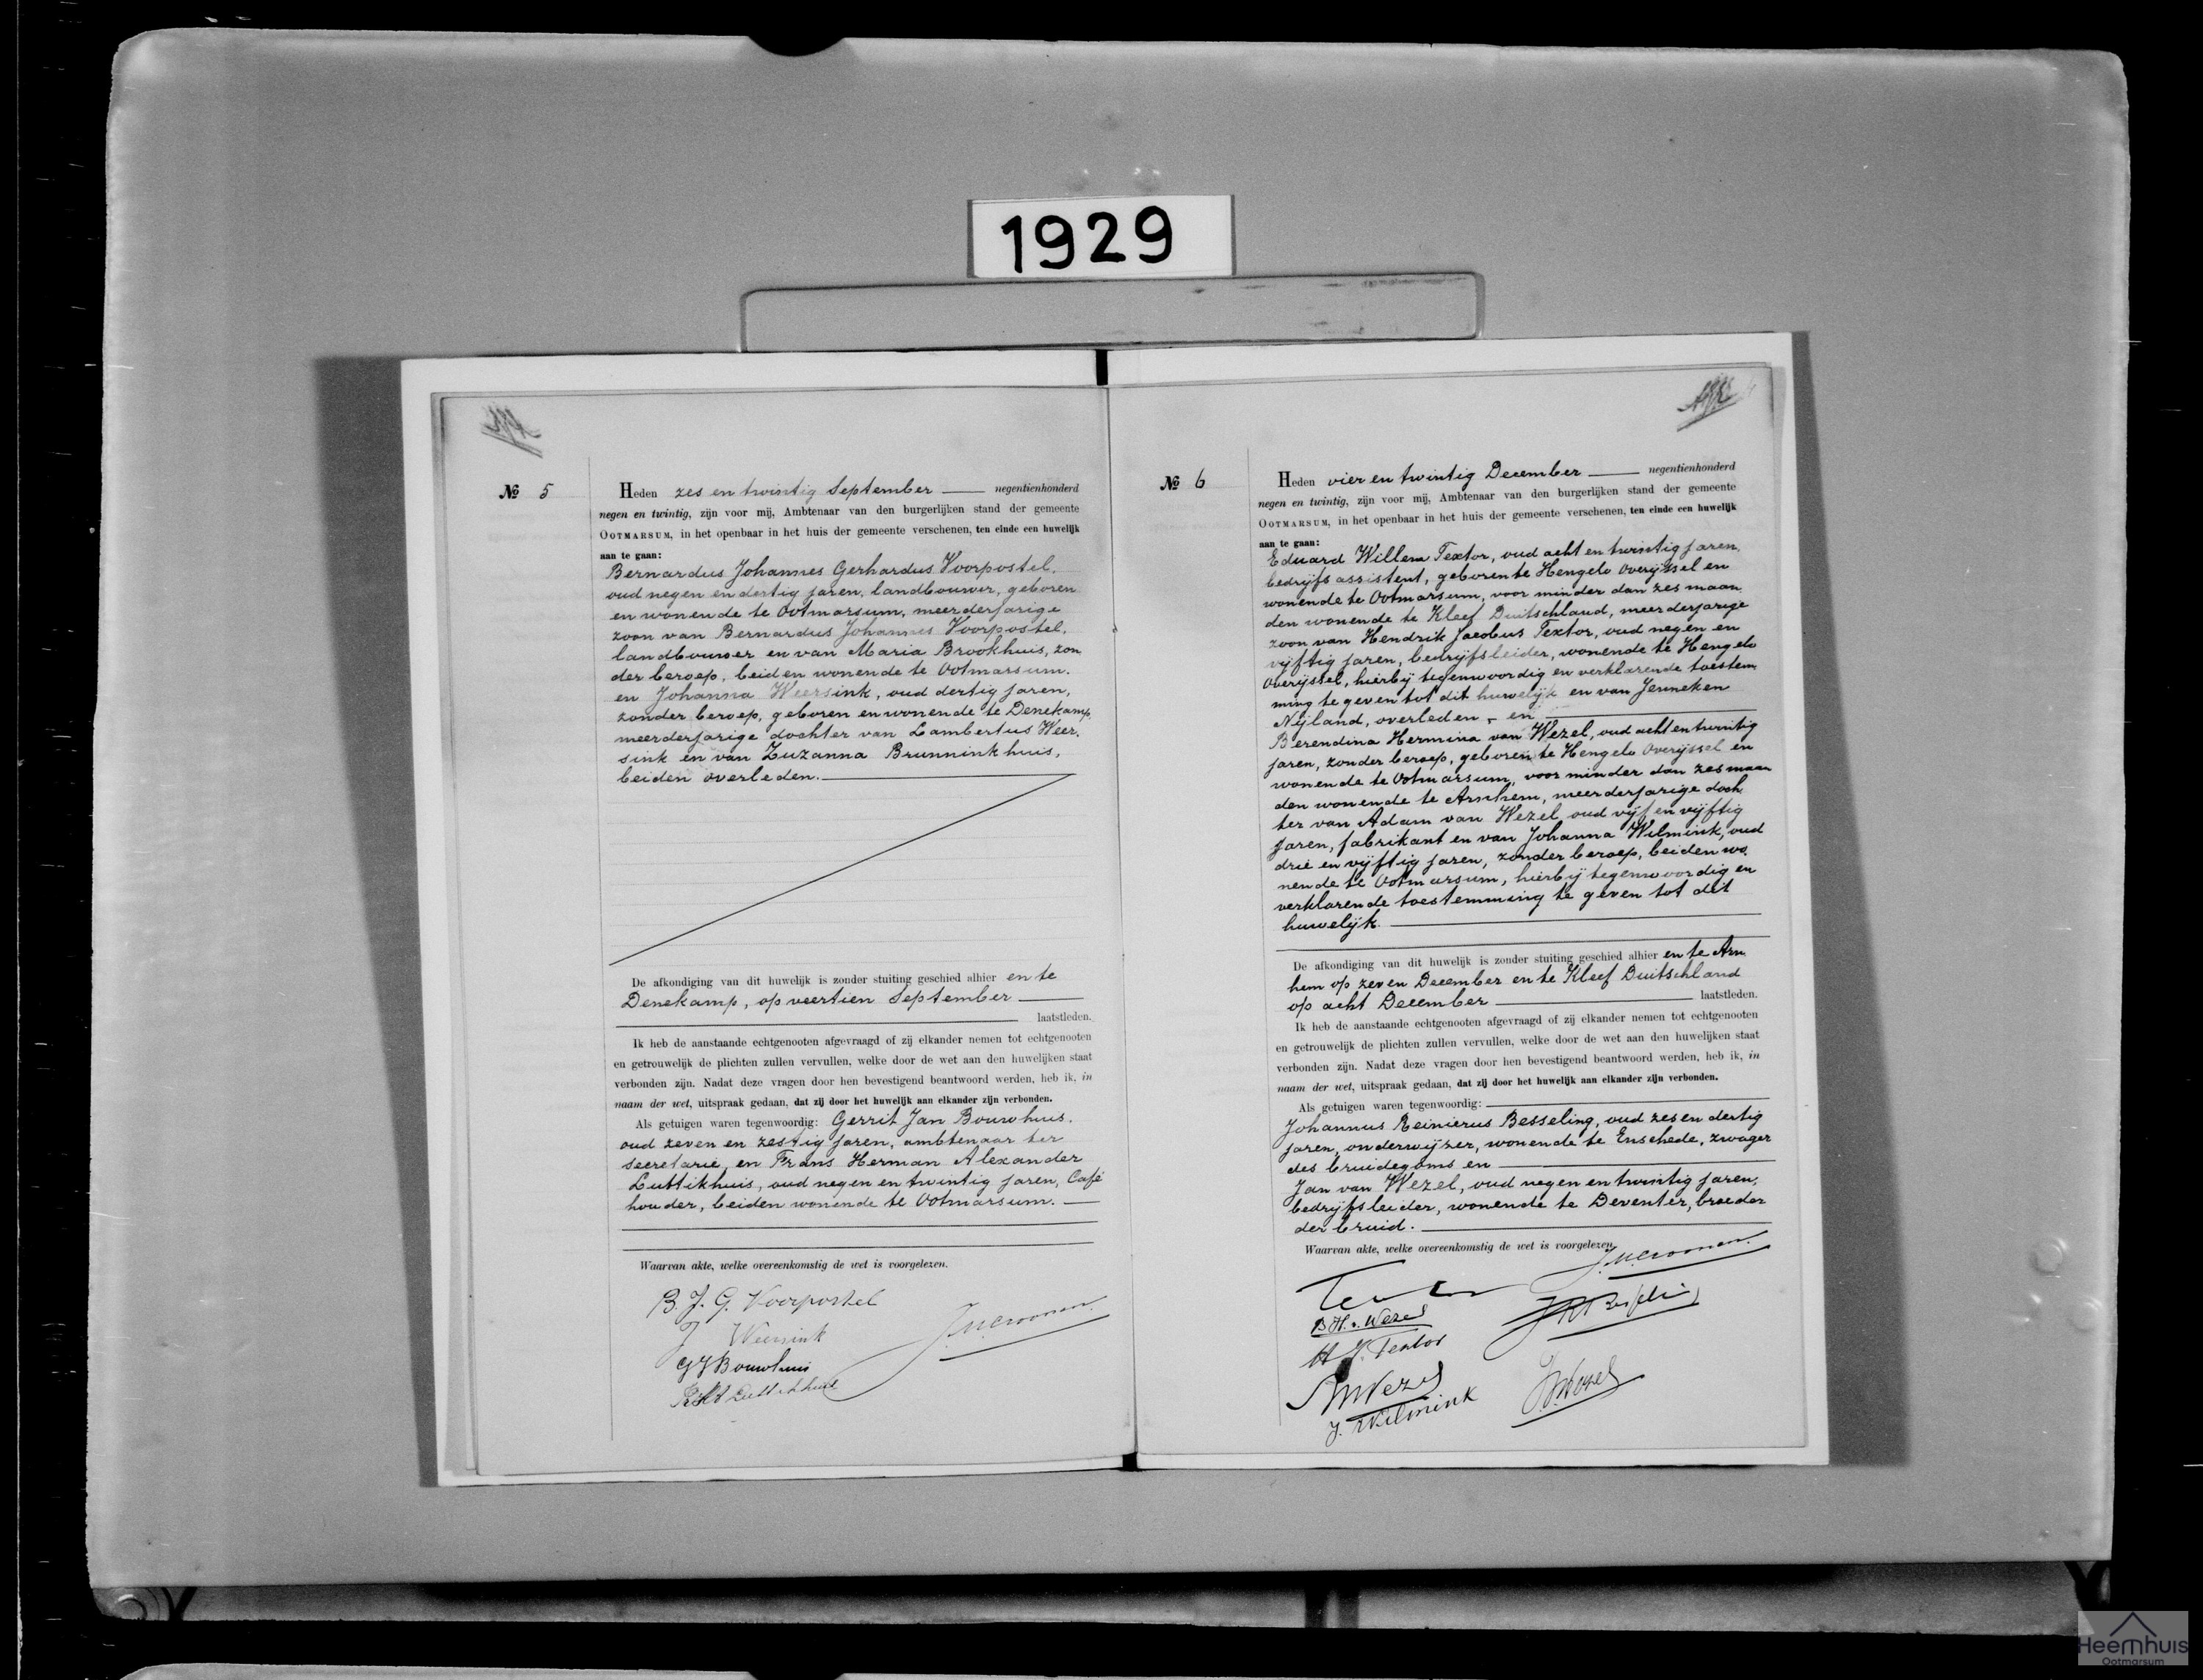 1929
№ 5
Heden zes en twintig September negentienhonderd
negen en twintig, zijn voor mij, Ambtenaar van den burgerlijken stand der gemeente
OOTMARSUM, in het openbaar in het huis der gemeente verschenen, ten einde een huwelijk
aan te gaan:
Bernardus Johannes Gerhardus Voorpostel,
oud negen en dertig jaren, landbouwer, geboren
en wonende te Ootmarsum, meerderjarige
zoon van Bernardus Johannes Voorpostel,
landbouwer en van Maria Brookhuis, zon
der beroep, beiden wonende te Ootmarsum.
en Johanna Weersink, oud dertig jaren,
zonder beroep, geboren en wonende te Denekamp,
meerderjarige dochter van Lambertus Weer-
sink en van Zuzanna Brunninkhuis,
beiden overleden.
De afkondiging van dit huwelijk is zonder stuiting geschied alhier en te
Denekamp, op veertien September
laatstleden.
Ik heb de aanstaande echtgenooten afgevraagd of zij elkander nemen tot echtgenooten
en getrouwelijk de plichten zullen vervullen, welke door de wet aan den huwelijken staat
verbonden zijn. Nadat deze vragen door hen bevestigend beantwoord werden, heb ik, in
naam der wet, uitspraak gedaan, dat zij door het huwelijk aan elkander zijn verbonden.
Als getuigen waren tegenwoordig: Gerrit Jan Bouwhuis,
oud zeven en zestig jaren, ambtenaar ter
secretarie, en Frans Herman Alexander
Luttikhuis, oud negen en twintig jaren, Café
houder, beiden wonende te Ootmarsum.
Waarvan akte, welke overeenkomstig de wet is voorgelezen.
B. J. G. Voorpostel
J Weersink
GJ Bouwhuis
Luttikhuis
№ 6
Heden vier en twintig December negentienhonderd
negen en twintig, zijn voor mij, Ambtenaar van den burgerlijken stand der gemeente
OOTMARSUM, in het openbaar in het huis der gemeente verschenen, ten einde een huwelijk
aan te gaan:
Eduard Willem Textor, oud acht en twintig jaren,
bedrijfsassistent, geboren te Hengelo Overijssel en
wonende te Ootmarsum, voor minder dan zes maan
den wonende te Kleef Duitschland, meerderjarige
zoon van Hendrik Jacobus Textor, oud negen en
vijftig jaren, bedrijfsleider, wonende te Hengelo
Overijssel, hierbij tegenwoordig en verklarende toestem
ming te geven tot dit huwelijk en van Jenneken
Nijland, overleden - en
Berendina Hermina van Wezel, oud acht en twintig
jaren, zonder beroep, geboren te Hengelo Overijssel en
wonende te Ootmarsum, voor minder dan zes maan
den wonende te Arnhem, meerderjarige doch
ter van Adam van Wezel, oud vijf en vijftig
jaren, fabrikant en van Johanna Wilmink, oud
drie en vijftig jaren, zonder beroep, beiden wo
nende te Ootmarsum, hierbij tegenwoordig en
verklarende toestemming te geven tot dit
huwelijk.
De afkondiging van dit huwelijk is zonder stuiting geschied alhier en te Arn
hem op zeven December en te Kleef Duitschland
op acht December laatstleden.
Ik heb de aanstaande echtgenooten afgevraagd of zij elkander nemen tot echtgenooten
en getrouwelijk de plichten zullen vervullen, welke door de wet aan den huwelijken staat
verbonden zijn. Nadat deze vragen door hen bevestigend beantwoord werden, heb ik, in
naam der wet, uitspraak gedaan, dat zij door het huwelijk aan elkander zijn verbonden.
Als getuigen waren tegenwoordig:
Johannus Reinierus Besseling, oud zes en dertig
jaren, onderwijzer, wonende te Enschede, zwager
des bruidegoms en
Jan van Wezel, oud negen en twintig jaren,
bedrijfsleider, wonende te Deventer, broeder
der bruid.
Waarvan akte, welke overeenkomstig de wet is voorgelezen.
B H. v. Wezel
H J. Textor
J. Wilmink
Heemhuis
Ootmarsum